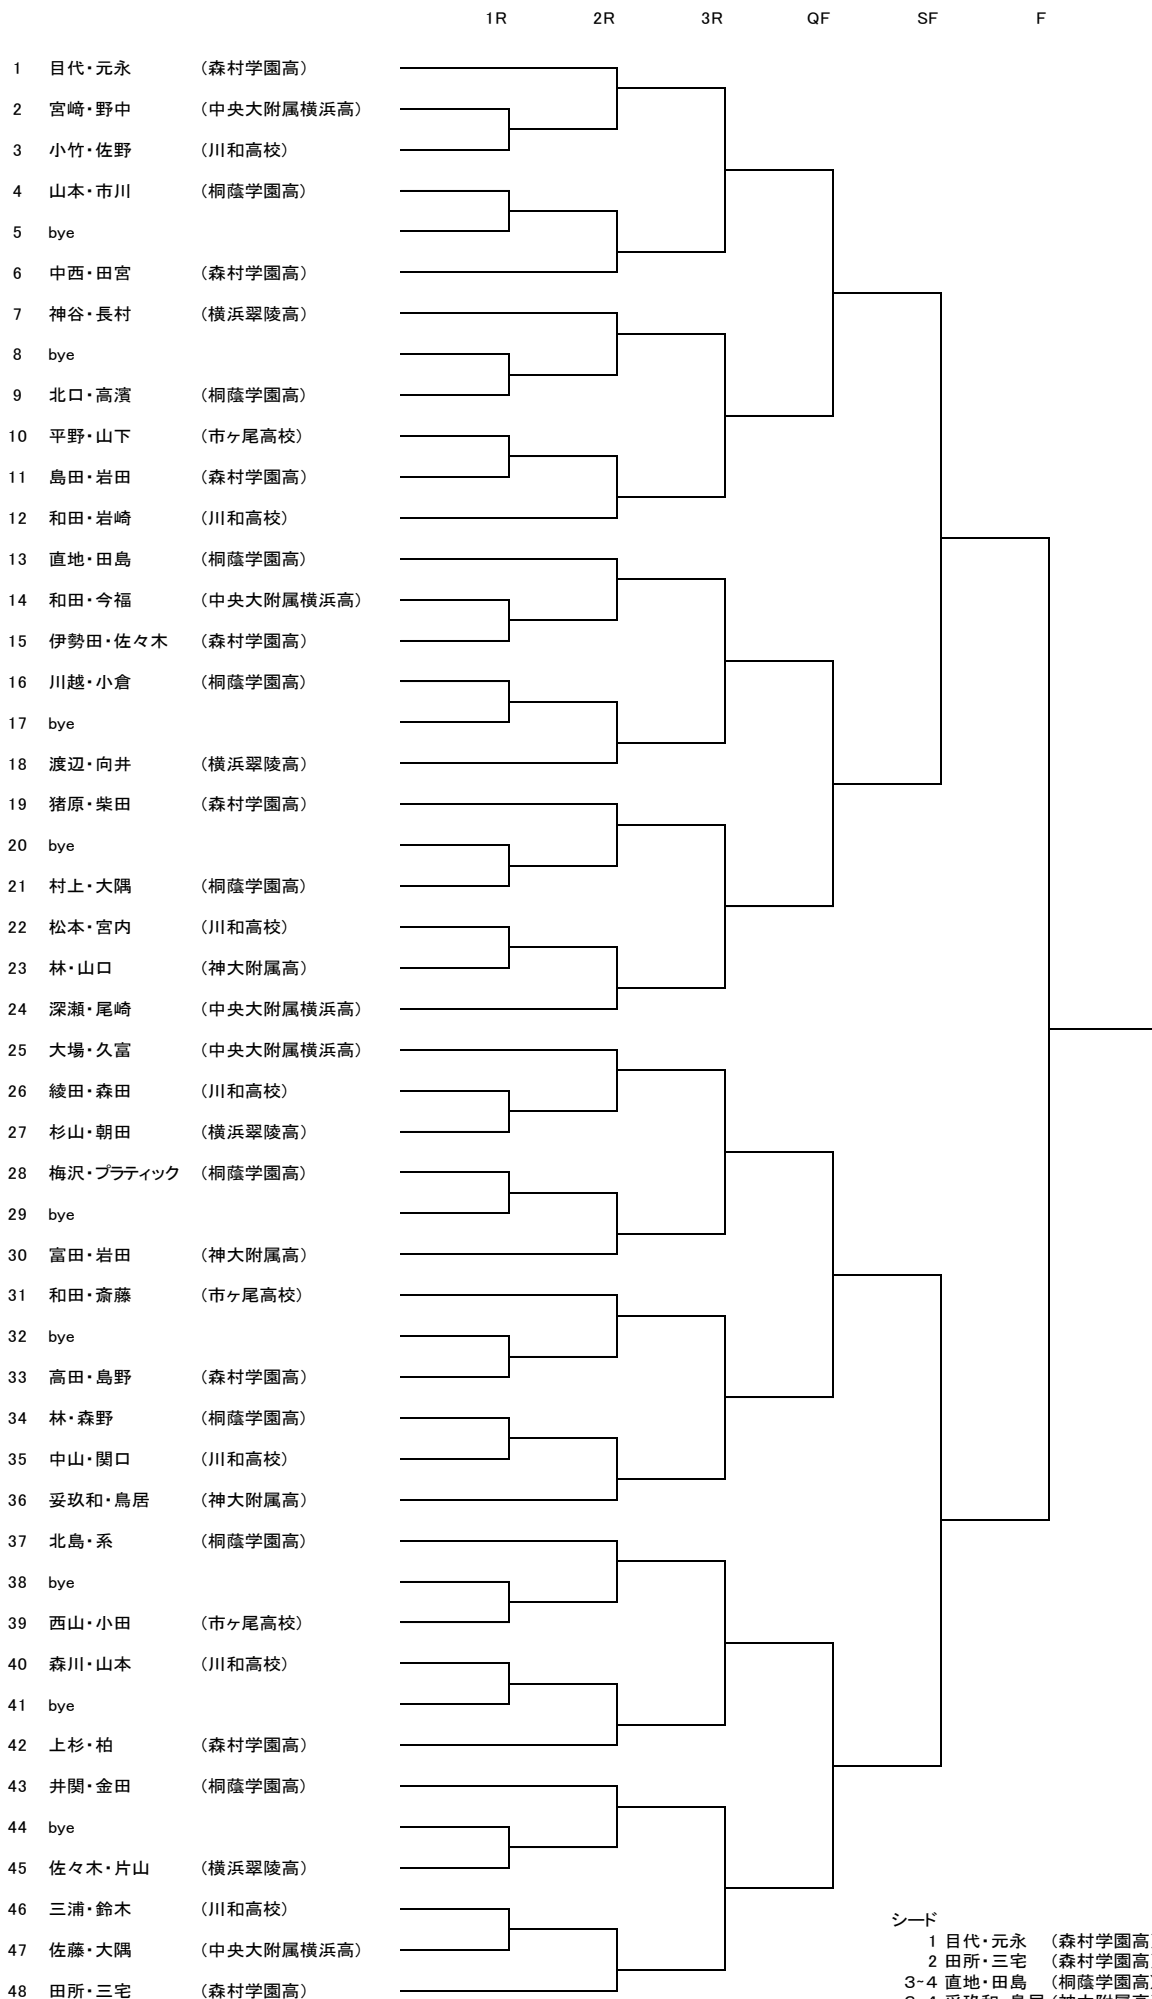 1R 2R 3R QF SF F
1 目代・元永 (森村学園高)
2 宮﨑・野中 (中央大附属横浜高)
3 小竹・佐野 (川和高校)
4 山本・市川 (桐蔭学園高)
5 bye
6 中西・田宮 (森村学園高)
7 神谷・長村 (横浜翠陵高)
8 bye
9 北口・高濱 (桐蔭学園高)
10 平野・山下 (市ヶ尾高校)
11 島田・岩田 (森村学園高)
12 和田・岩崎 (川和高校)
13 直地・田島 (桐蔭学園高)
14 和田・今福 (中央大附属横浜高)
15 伊勢田・佐々木 (森村学園高)
16 川越・小倉 (桐蔭学園高)
17 bye
18 渡辺・向井 (横浜翠陵高)
19 猪原・柴田 (森村学園高)
20 bye
21 村上・大隅 (桐蔭学園高)
22 松本・宮内 (川和高校)
23 林・山口 (神大附属高)
24 深瀬・尾崎 (中央大附属横浜高)
25 大場・久富 (中央大附属横浜高)
26 綾田・森田 (川和高校)
27 杉山・朝田 (横浜翠陵高)
28 梅沢・プラティック (桐蔭学園高)
29 bye
30 富田・岩田 (神大附属高)
31 和田・斎藤 (市ヶ尾高校)
32 bye
33 高田・島野 (森村学園高)
34 林・森野 (桐蔭学園高)
35 中山・関口 (川和高校)
36 妥玖和・鳥居 (神大附属高)
37 北島・系 (桐蔭学園高)
38 bye
39 西山・小田 (市ヶ尾高校)
40 森川・山本 (川和高校)
41 bye
42 上杉・柏 (森村学園高)
43 井関・金田 (桐蔭学園高)
44 bye
45 佐々木・片山 (横浜翠陵高)
46 三浦・鈴木 (川和高校)
47 佐藤・大隅 (中央大附属横浜高)
48 田所・三宅 (森村学園高)
シード
1 目代・元永 (森村学園高)
2 田所・三宅 (森村学園高)
3~4 直地・田島 (桐蔭学園高)